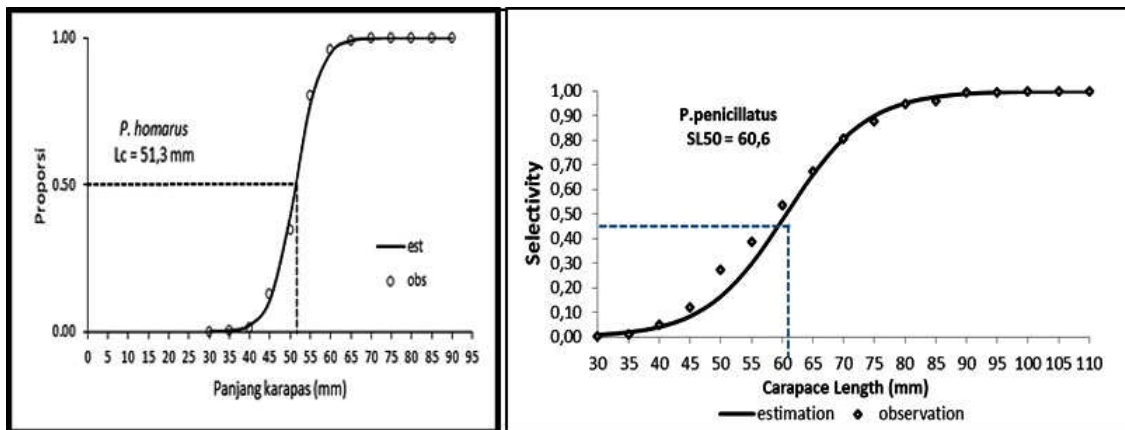 1.00
0.50
0.00
Proporsi
P. homarus
Lc = 51,3 mm
est
obs
0 5 10 15 20 25 30 35 40 45 50 55 60 65 70 75 80 85 90 95
Panjang karapas (mm)
1,00
0,90
0,80
0,70
0,60
0,50
0,40
0,30
0,20
0,10
0,00
Selectivity
P.penicillatus
SL50 = 60,6
30 35 40 45 50 55 60 65 70 75 80 85 90 95 100 105 110
Carapace Length (mm)
estimation observation